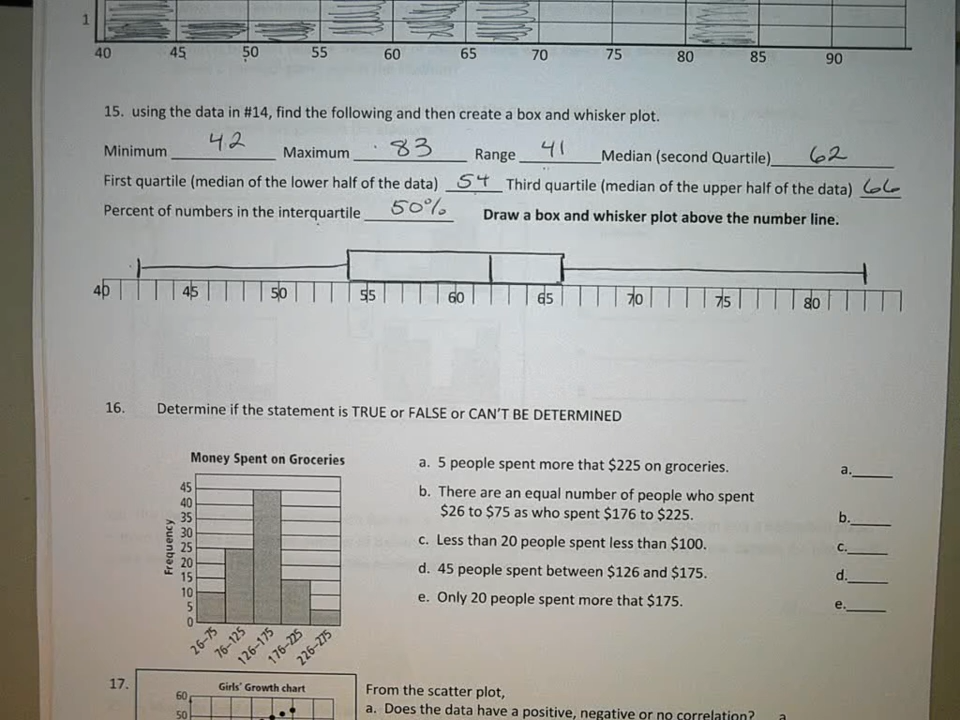 1
40 45 50 55 60 65 70 75 80 85 90
15. using the data in #14, find the following and then create a box and whisker plot.
Minimum 42 Maximum 83 Range 41 Median (second Quartile) 62
First quartile (median of the lower half of the data) 54 Third quartile (median of the upper half of the data) 66
Percent of numbers in the interquartile 50% Draw a box and whisker plot above the number line.
40 45 50 55 60 65 70 75 80
16. Determine if the statement is TRUE or FALSE or CAN'T BE DETERMINED
Money Spent on Groceries
Frequency
45
40
35
30
25
20
15
10
5
0
26–75 76–125 126–175 176–225 226–275
a. 5 people spent more that $225 on groceries. a.____
b. There are an equal number of people who spent
$26 to $75 as who spent $176 to $225. b.____
c. Less than 20 people spent less than $100. c.____
d. 45 people spent between $126 and $175. d.____
e. Only 20 people spent more that $175. e.____
17.
Girls' Growth chart
60
50
From the scatter plot,
a. Does the data have a positive, negative or no correlation? a